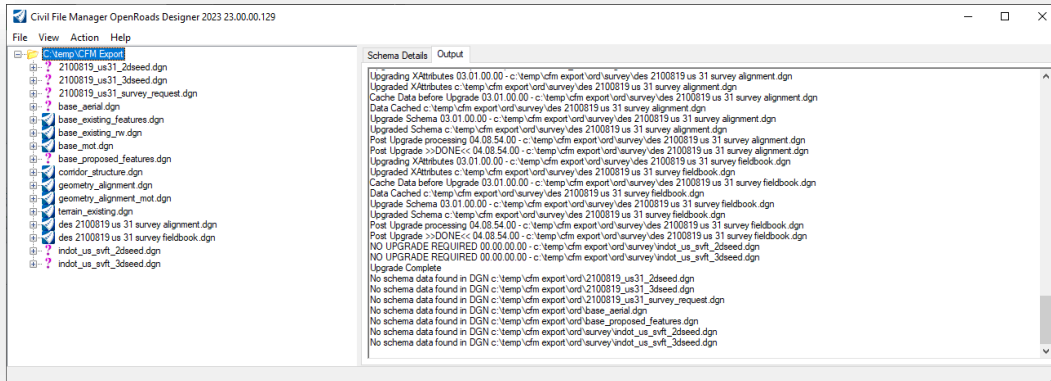 Civil File Manager OpenRoads Designer 2023 23.00.00.129
File View Action Help
C:\temp\CFM Export
2100819_us31_2dseed.dgn
2100819_us31_3dseed.dgn
2100819_us31_survey_request.dgn
base_aerial.dgn
base_existing_features.dgn
base_existing_rw.dgn
base_mot.dgn
base_proposed_features.dgn
corridor_structure.dgn
geometry_alignment.dgn
geometry_alignment_mot.dgn
terrain_existing.dgn
des 2100819 us 31 survey alignment.dgn
des 2100819 us 31 survey fieldbook.dgn
indot_us_svft_2dseed.dgn
indot_us_svft_3dseed.dgn
Schema Details Output
Upgrading XAttributes 03.01.00.00 - c:\temp\cfm export\ord\survey\des 2100819 us 31 survey alignment.dgn
Upgraded XAttributes c:\temp\cfm export\ord\survey\des 2100819 us 31 survey alignment.dgn
Cache Data before Upgrade 03.01.00.00 - c:\temp\cfm export\ord\survey\des 2100819 us 31 survey alignment.dgn
Data Cached c:\temp\cfm export\ord\survey\des 2100819 us 31 survey alignment.dgn
Upgrade Schema 03.01.00.00 - c:\temp\cfm export\ord\survey\des 2100819 us 31 survey alignment.dgn
Upgraded Schema c:\temp\cfm export\ord\survey\des 2100819 us 31 survey alignment.dgn
Post Upgrade processing 04.08.54.00 - c:\temp\cfm export\ord\survey\des 2100819 us 31 survey alignment.dgn
Post Upgrade >>DONE<< 04.08.54.00 - c:\temp\cfm export\ord\survey\des 2100819 us 31 survey alignment.dgn
Upgrading XAttributes 03.01.00.00 - c:\temp\cfm export\ord\survey\des 2100819 us 31 survey fieldbook.dgn
Upgraded XAttributes c:\temp\cfm export\ord\survey\des 2100819 us 31 survey fieldbook.dgn
Cache Data before Upgrade 03.01.00.00 - c:\temp\cfm export\ord\survey\des 2100819 us 31 survey fieldbook.dgn
Data Cached c:\temp\cfm export\ord\survey\des 2100819 us 31 survey fieldbook.dgn
Upgrade Schema 03.01.00.00 - c:\temp\cfm export\ord\survey\des 2100819 us 31 survey fieldbook.dgn
Upgraded Schema c:\temp\cfm export\ord\survey\des 2100819 us 31 survey fieldbook.dgn
Post Upgrade processing 04.08.54.00 - c:\temp\cfm export\ord\survey\des 2100819 us 31 survey fieldbook.dgn
Post Upgrade >>DONE<< 04.08.54.00 - c:\temp\cfm export\ord\survey\des 2100819 us 31 survey fieldbook.dgn
NO UPGRADE REQUIRED 00.00.00.00 - c:\temp\cfm export\ord\survey\indot_us_svft_2dseed.dgn
NO UPGRADE REQUIRED 00.00.00.00 - c:\temp\cfm export\ord\survey\indot_us_svft_3dseed.dgn
Upgrade Complete
No schema data found in DGN c:\temp\cfm export\ord\2100819_us31_2dseed.dgn
No schema data found in DGN c:\temp\cfm export\ord\2100819_us31_3dseed.dgn
No schema data found in DGN c:\temp\cfm export\ord\2100819_us31_survey_request.dgn
No schema data found in DGN c:\temp\cfm export\ord\base_aerial.dgn
No schema data found in DGN c:\temp\cfm export\ord\base_proposed_features.dgn
No schema data found in DGN c:\temp\cfm export\ord\survey\indot_us_svft_2dseed.dgn
No schema data found in DGN c:\temp\cfm export\ord\survey\indot_us_svft_3dseed.dgn